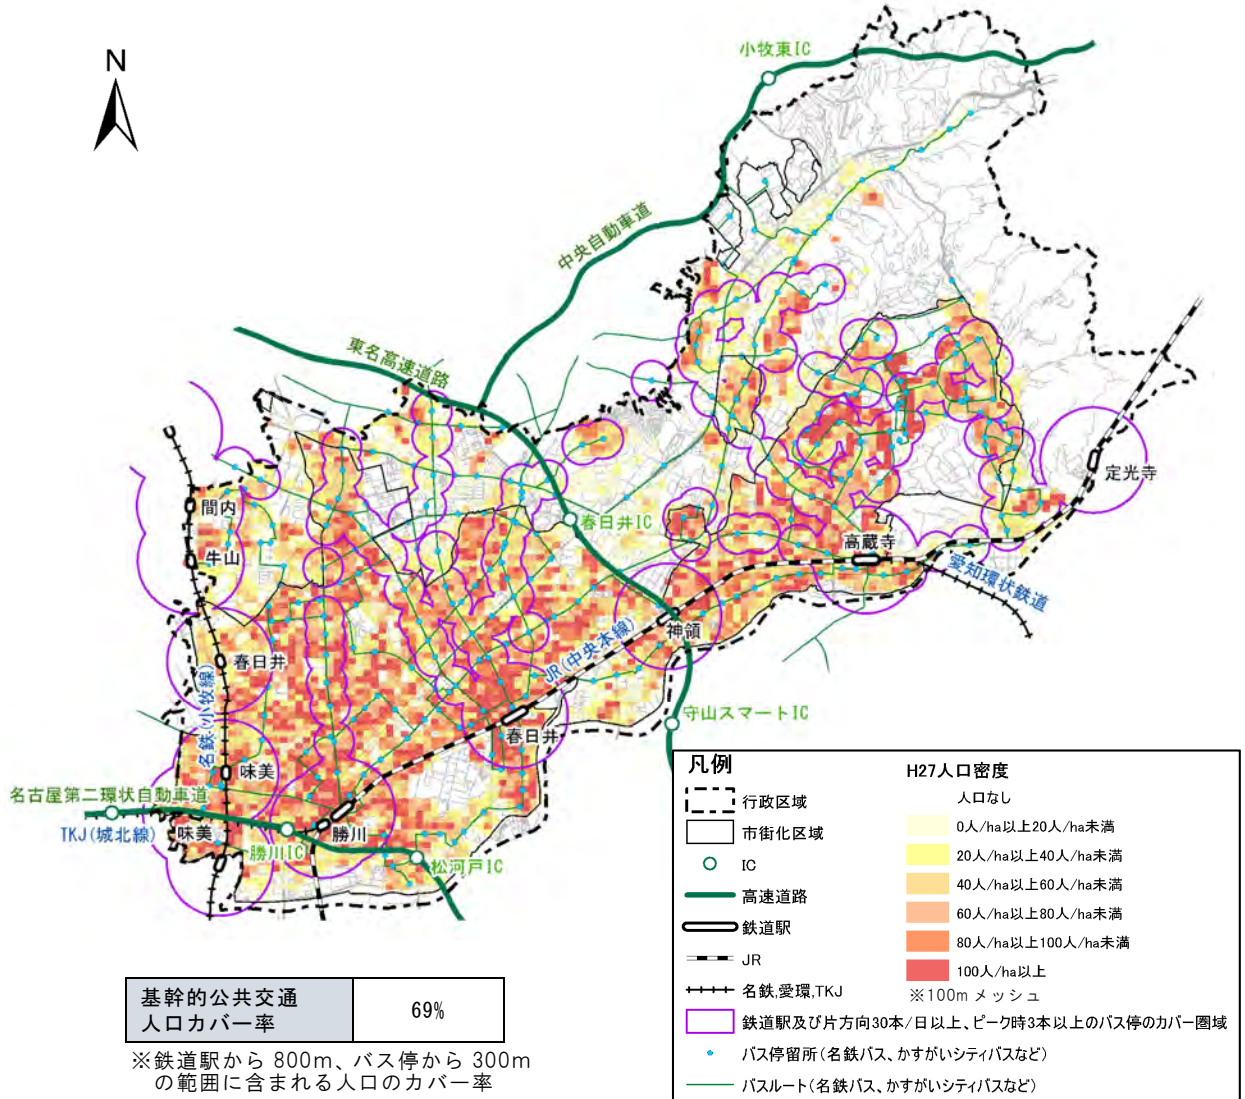 N
小牧東IC
中央自動車道
東名高速道路
定光寺
間内
春日井IC
牛山
高蔵寺
愛知環状鉄道
神領
JR(中央本線)
春日井
名鉄(小牧線)
守山スマートIC
春日井
味美
名古屋第二環状自動車道
TKJ(城北線)
味美
勝川
勝川IC
松河戸IC
凡例
行政区域
市街化区域
IC
高速道路
鉄道駅
JR
名鉄,愛環,TKJ
鉄道駅及び片方向30本/日以上、ピーク時3本以上のバス停のカバー圏域
バス停留所(名鉄バス、かすがいシティバスなど)
バスルート(名鉄バス、かすがいシティバスなど)
H27人口密度
人口なし
0人/ha以上20人/ha未満
20人/ha以上40人/ha未満
40人/ha以上60人/ha未満
60人/ha以上80人/ha未満
80人/ha以上100人/ha未満
100人/ha以上
※100m メッシュ
基幹的公共交通
人口カバー率
69%
※鉄道駅から 800m、バス停から 300m
の範囲に含まれる人口のカバー率